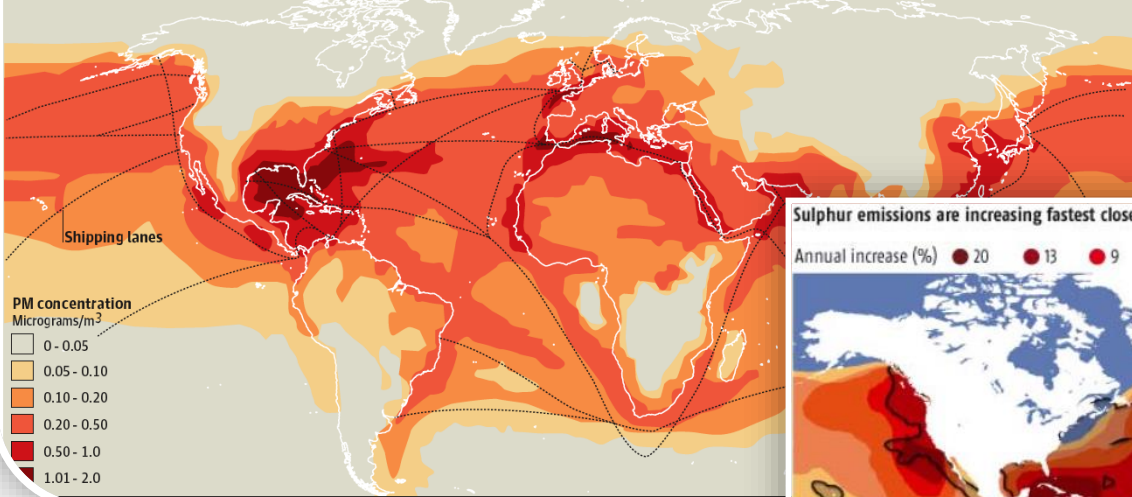 Shipping lanes
PM concentration
Micrograms/m³
0 - 0.05
0.05 - 0.10
0.10 - 0.20
0.20 - 0.50
0.50 - 1.0
1.01 - 2.0
Sulphur emissions are increasing fastest close
Annual increase (%) 20 13 9